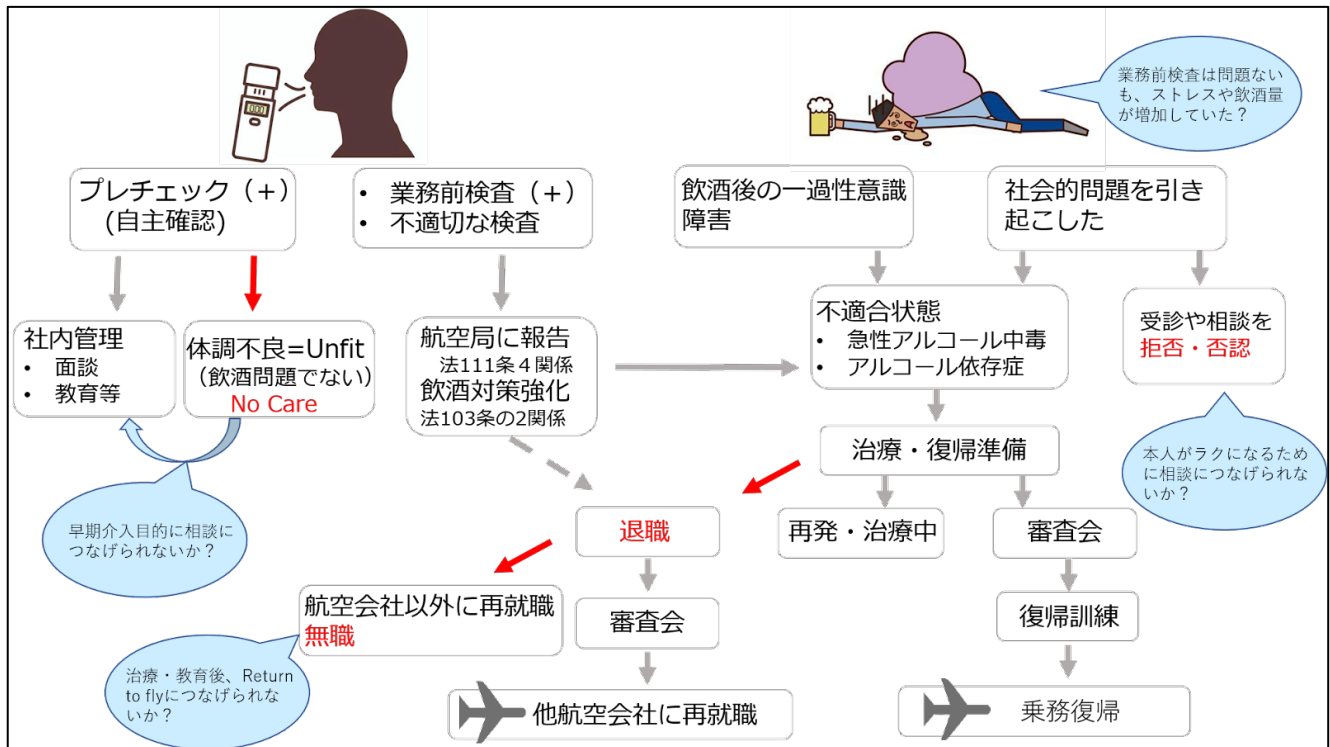 業務前検査は問題ない
も、ストレスや飲酒量
が増加していた？
プレチェック（+）
(自主確認)
• 業務前検査（+）
• 不適切な検査
飲酒後の一過性意識
障害
社会的問題を引き
起こした
社内管理
• 面談
• 教育等
体調不良=Unfit
（飲酒問題でない）
No Care
航空局に報告
法111条４関係
飲酒対策強化
法103条の2関係
不適合状態
• 急性アルコール中毒
• アルコール依存症
受診や相談を
拒否・否認
早期介入目的に相談に
つなげられないか？
治療・復帰準備
本人がラクになるため
に相談につなげられな
いか？
退職
再発・治療中
審査会
航空会社以外に再就職
無職
審査会
復帰訓練
治療・教育後、Return
to flyにつなげられな
いか？
他航空会社に再就職
乗務復帰